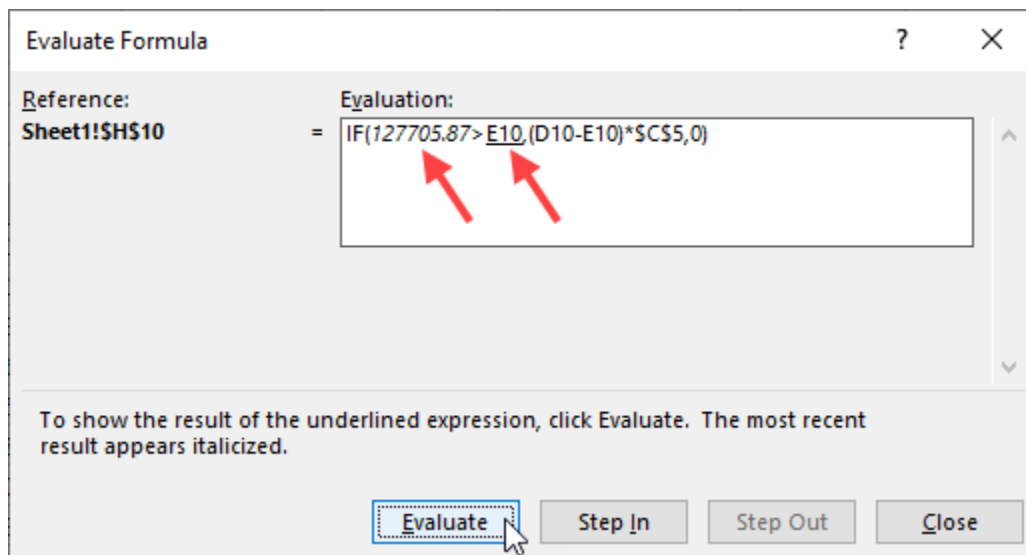 Evaluate Formula
?
Reference:
Evaluation:
Sheet1!$H$10
=
IF(127705.87>E10,(D10-E10)*$C$5,0)
To show the result of the underlined expression, click Evaluate. The most recent
result appears italicized.
Evaluate
Step In
Step Out
Close